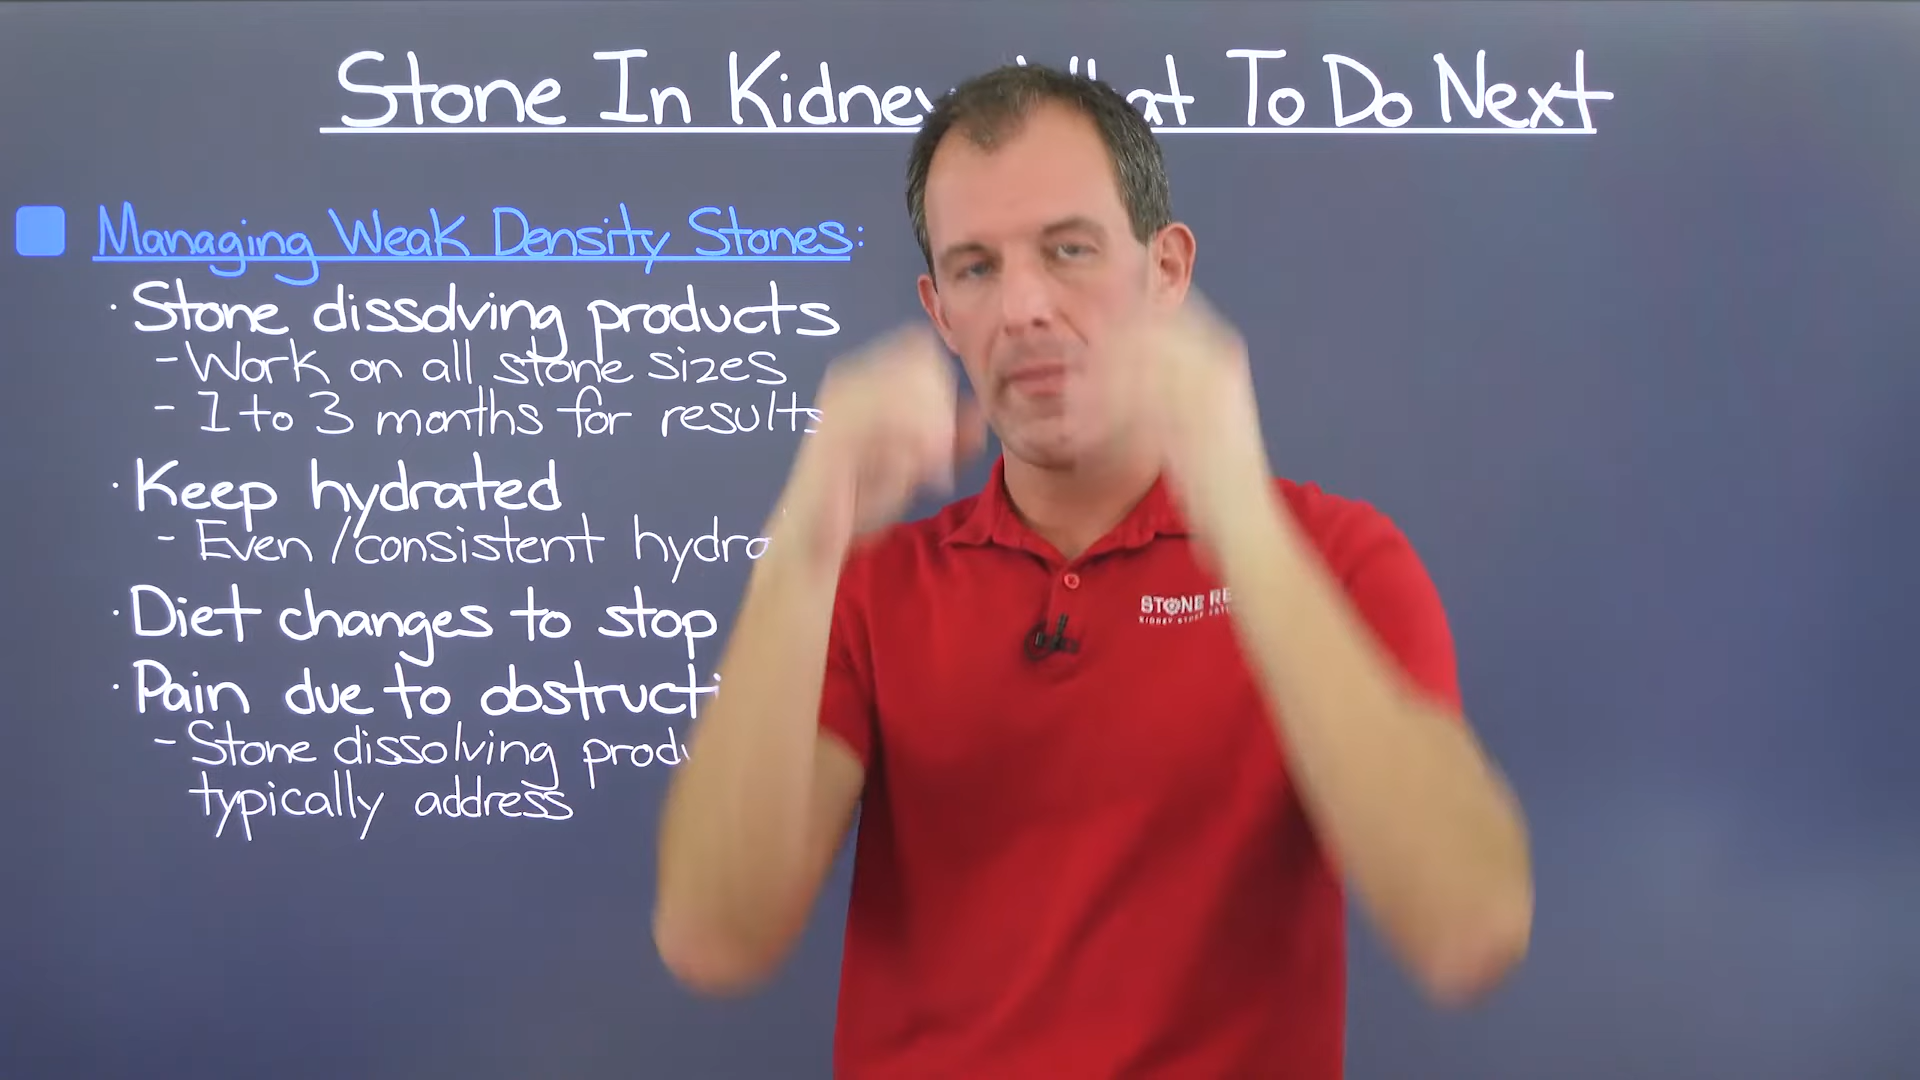 Stone In Kidney To Do Next
Managing Weak Density Stones:
· Stone dissolving products
- Work on all stone sizes
- 1 to 3 months for results
· Keep hydrated
- Even/consistent
· Diet changes to stop
· Pain due to
- Stone dissolving
typically address
STONE